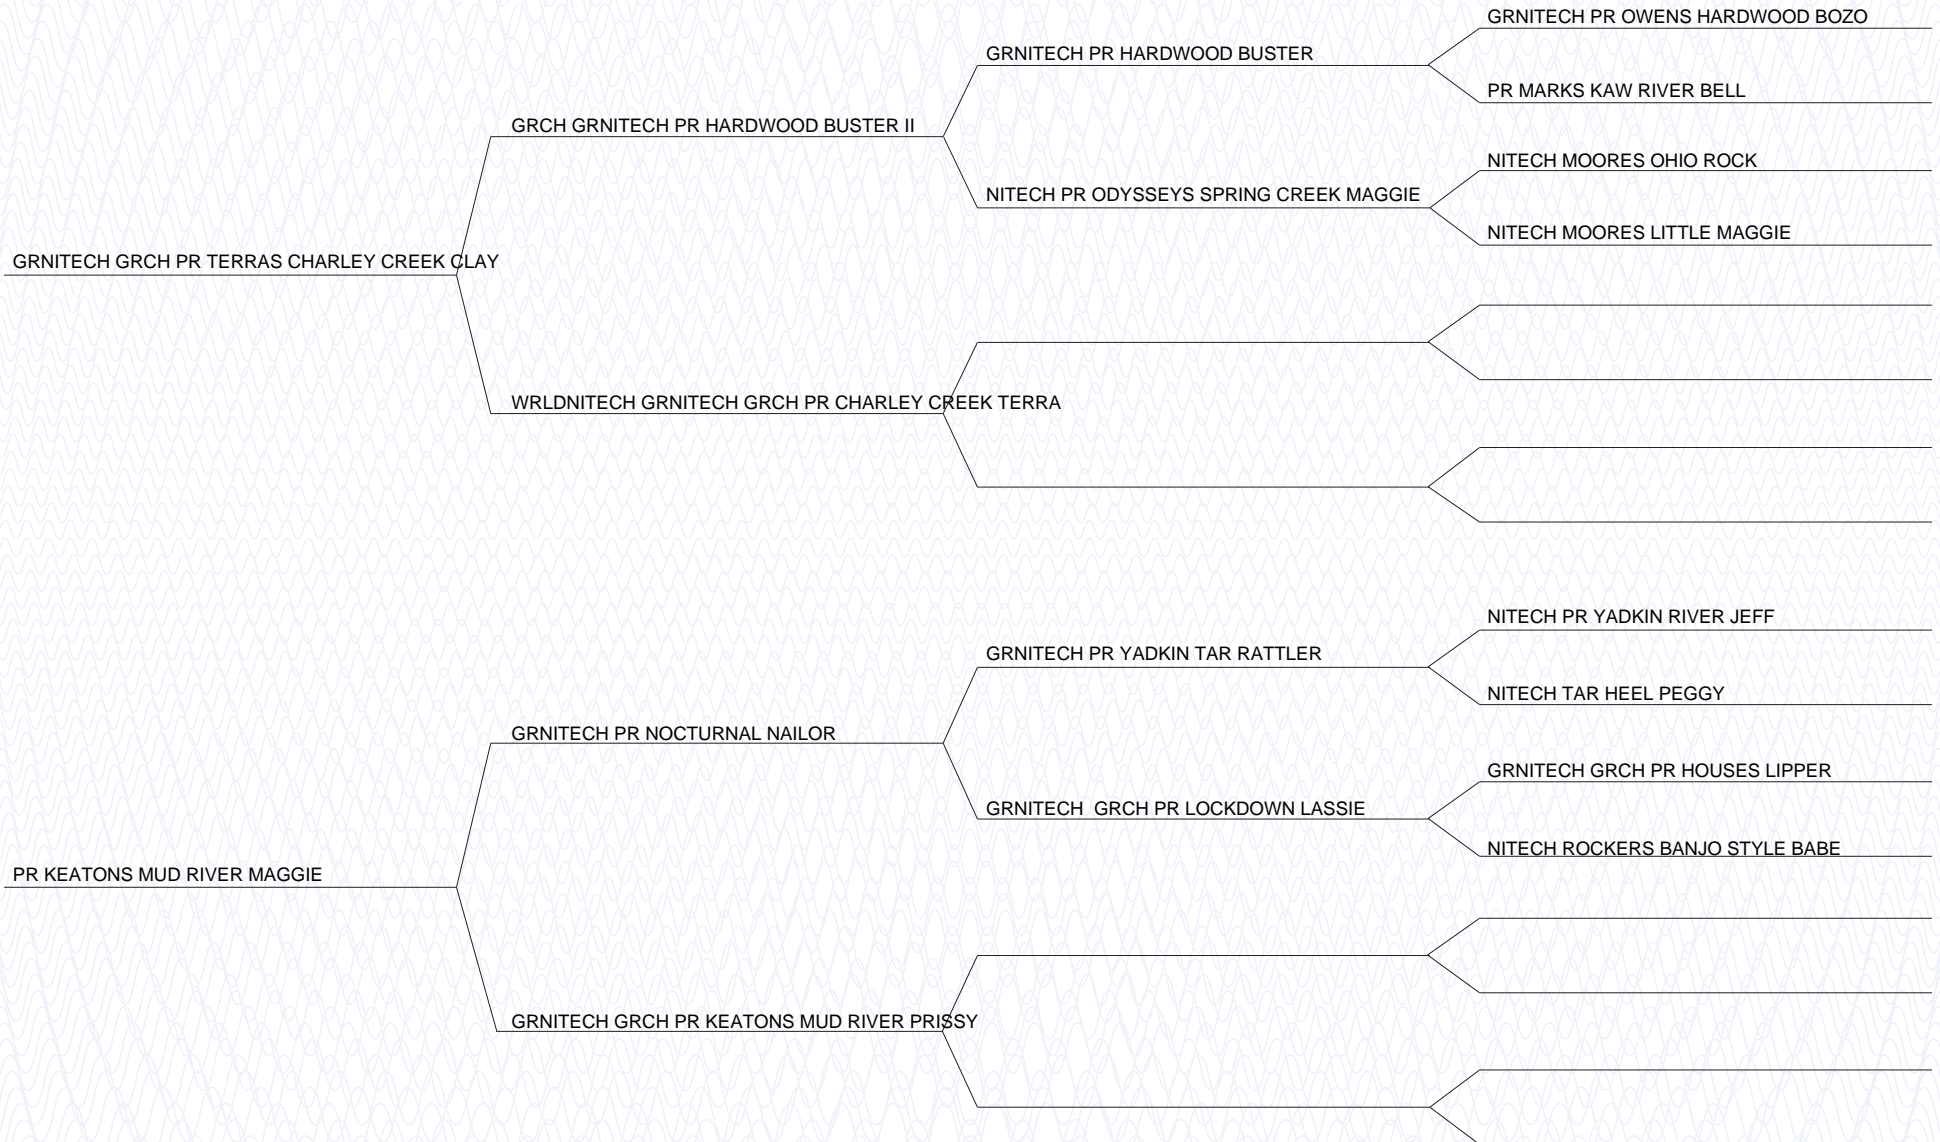 GRNITECH PR OWENS HARDWOOD BOZO
GRNITECH PR HARDWOOD BUSTER
PR MARKS KAW RIVER BELL
GRCH GRNITECH PR HARDWOOD BUSTER II
NITECH MOORES OHIO ROCK
NITECH PR ODYSSEYS SPRING CREEK MAGGIE
NITECH MOORES LITTLE MAGGIE
GRNITECH GRCH PR TERRAS CHARLEY CREEK CLAY
WRLDNITECH GRNITECH GRCH PR CHARLEY CREEK TERRA
NITECH PR YADKIN RIVER JEFF
GRNITECH PR YADKIN TAR RATTLER
NITECH TAR HEEL PEGGY
GRNITECH PR NOCTURNAL NAILOR
GRNITECH GRCH PR HOUSES LIPPER
GRNITECH  GRCH PR LOCKDOWN LASSIE
NITECH ROCKERS BANJO STYLE BABE
PR KEATONS MUD RIVER MAGGIE
GRNITECH GRCH PR KEATONS MUD RIVER PRISSY